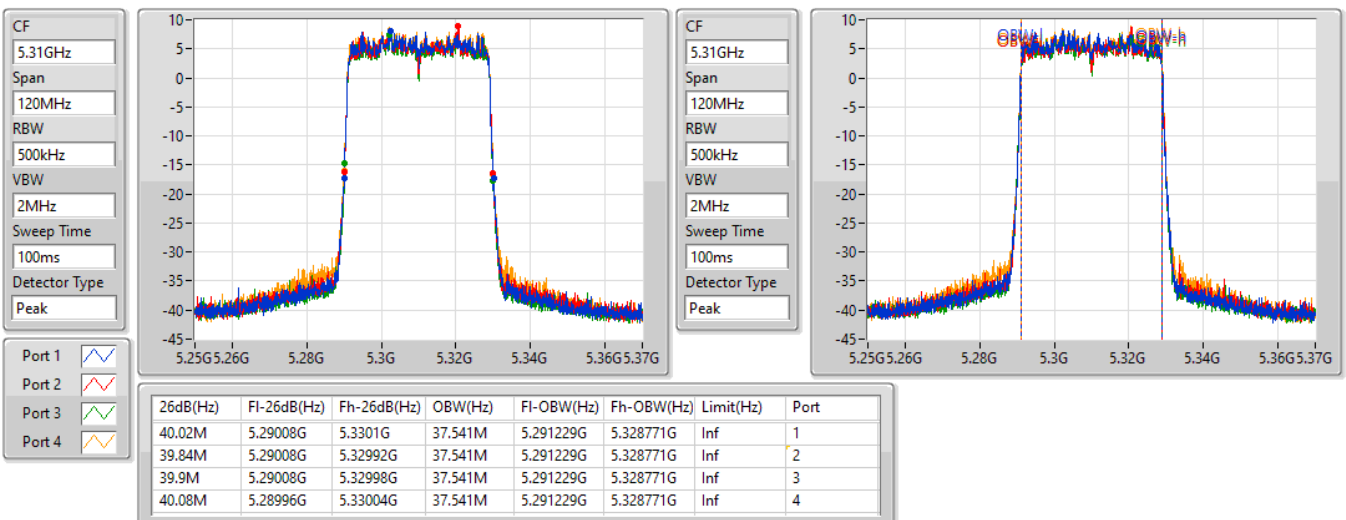 CF
5.31GHz
Span
120MHz
RBW
500kHz
VBW
2MHz
Sweep Time
100ms
Detector Type
Peak
10
5
0
-5
-10
-15
-20
-25
-30
-35
-40
-45
5.25G 5.26G 5.28G 5.3G 5.32G 5.34G 5.36G 5.37G
CF
5.31GHz
Span
120MHz
RBW
500kHz
VBW
2MHz
Sweep Time
100ms
Detector Type
Peak
OBW-l OBW-h
10
5
0
-5
-10
-15
-20
-25
-30
-35
-40
-45
5.25G 5.26G 5.28G 5.3G 5.32G 5.34G 5.36G 5.37G
Port 1
Port 2
Port 3
Port 4
26dB(Hz) Fl-26dB(Hz) Fh-26dB(Hz) OBW(Hz) Fl-OBW(Hz) Fh-OBW(Hz) Limit(Hz) Port
40.02M 5.29008G 5.3301G 37.541M 5.291229G 5.328771G Inf 1
39.84M 5.29008G 5.32992G 37.541M 5.291229G 5.328771G Inf 2
39.9M 5.29008G 5.32998G 37.541M 5.291229G 5.328771G Inf 3
40.08M 5.28996G 5.33004G 37.541M 5.291229G 5.328771G Inf 4